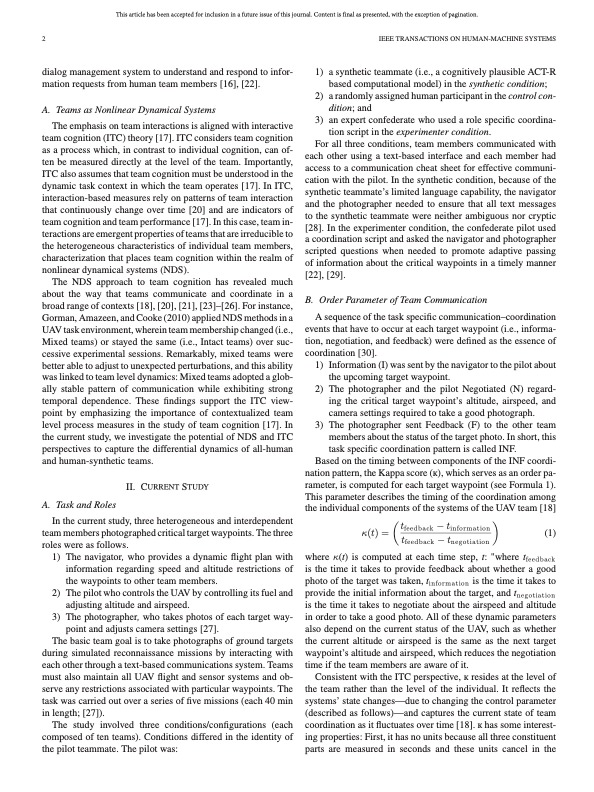 This article has been accepted for inclusion in a future issue of this journal. Content is final as presented, with the exception of pagination.
2
IEEE TRANSACTIONS ON HUMAN-MACHINE SYSTEMS
dialog management system to understand and respond to infor-
mation requests from human team members [16], [22].
A. Teams as Nonlinear Dynamical Systems
The emphasis on team interactions is aligned with interactive
team cognition (ITC) theory [17]. ITC considers team cognition
as a process which, in contrast to individual cognition, can of-
ten be measured directly at the level of the team. Importantly,
ITC also assumes that team cognition must be understood in the
dynamic task context in which the team operates [17]. In ITC,
interaction-based measures rely on patterns of team interaction
that continuously change over time [20] and are indicators of
team cognition and team performance [17]. In this case, team in-
teractions are emergent properties of teams that are irreducible to
the heterogeneous characteristics of individual team members,
characterization that places team cognition within the realm of
nonlinear dynamical systems (NDS).
The NDS approach to team cognition has revealed much
about the way that teams communicate and coordinate in a
broad range of contexts [18], [20], [21], [23]–[26]. For instance,
Gorman, Amazeen, and Cooke (2010) applied NDS methods in a
UAV task environment, wherein team membership changed (i.e.,
Mixed teams) or stayed the same (i.e., Intact teams) over suc-
cessive experimental sessions. Remarkably, mixed teams were
better able to adjust to unexpected perturbations, and this ability
was linked to team level dynamics: Mixed teams adopted a glob-
ally stable pattern of communication while exhibiting strong
temporal dependence. These findings support the ITC view-
point by emphasizing the importance of contextualized team
level process measures in the study of team cognition [17]. In
the current study, we investigate the potential of NDS and ITC
perspectives to capture the differential dynamics of all-human
and human-synthetic teams.
II. CURRENT STUDY
A. Task and Roles
In the current study, three heterogeneous and interdependent
team members photographed critical target waypoints. The three
roles were as follows.
1) The navigator, who provides a dynamic flight plan with
information regarding speed and altitude restrictions of
the waypoints to other team members.
2) The pilot who controls the UAV by controlling its fuel and
adjusting altitude and airspeed.
3) The photographer, who takes photos of each target way-
point and adjusts camera settings [27].
The basic team goal is to take photographs of ground targets
during simulated reconnaissance missions by interacting with
each other through a text-based communications system. Teams
must also maintain all UAV flight and sensor systems and ob-
serve any restrictions associated with particular waypoints. The
task was carried out over a series of five missions (each 40 min
in length; [27]).
The study involved three conditions/configurations (each
composed of ten teams). Conditions differed in the identity of
the pilot teammate. The pilot was:
1) a synthetic teammate (i.e., a cognitively plausible ACT-R
based computational model) in the synthetic condition;
2) a randomly assigned human participant in the control con-
dition; and
3) an expert confederate who used a role specific coordina-
tion script in the experimenter condition.
For all three conditions, team members communicated with
each other using a text-based interface and each member had
access to a communication cheat sheet for effective communi-
cation with the pilot. In the synthetic condition, because of the
synthetic teammate's limited language capability, the navigator
and the photographer needed to ensure that all text messages
to the synthetic teammate were neither ambiguous nor cryptic
[28]. In the experimenter condition, the confederate pilot used
a coordination script and asked the navigator and photographer
scripted questions when needed to promote adaptive passing
of information about the critical waypoints in a timely manner
[22], [29].
B. Order Parameter of Team Communication
A sequence of the task specific communication–coordination
events that have to occur at each target waypoint (i.e., informa-
tion, negotiation, and feedback) were defined as the essence of
coordination [30].
1) Information (I) was sent by the navigator to the pilot about
the upcoming target waypoint.
2) The photographer and the pilot Negotiated (N) regard-
ing the critical target waypoint's altitude, airspeed, and
camera settings required to take a good photograph.
3) The photographer sent Feedback (F) to the other team
members about the status of the target photo. In short, this
task specific coordination pattern is called INF.
Based on the timing between components of the INF coordi-
nation pattern, the Kappa score (κ), which serves as an order pa-
rameter, is computed for each target waypoint (see Formula 1).
This parameter describes the timing of the coordination among
the individual components of the systems of the UAV team [18]
κ(t) = ( (t_feedback − t_information) / (t_feedback − t_negotiation) ) (1)
where κ(t) is computed at each time step, t: "where t_feedback
is the time it takes to provide feedback about whether a good
photo of the target was taken, t_information is the time it takes to
provide the initial information about the target, and t_negotiation
is the time it takes to negotiate about the airspeed and altitude
in order to take a good photo. All of these dynamic parameters
also depend on the current status of the UAV, such as whether
the current altitude or airspeed is the same as the next target
waypoint's altitude and airspeed, which reduces the negotiation
time if the team members are aware of it.
Consistent with the ITC perspective, κ resides at the level of
the team rather than the level of the individual. It reflects the
systems' state changes—due to changing the control parameter
(described as follows)—and captures the current state of team
coordination as it fluctuates over time [18]. κ has some interest-
ing properties: First, it has no units because all three constituent
parts are measured in seconds and these units cancel in the